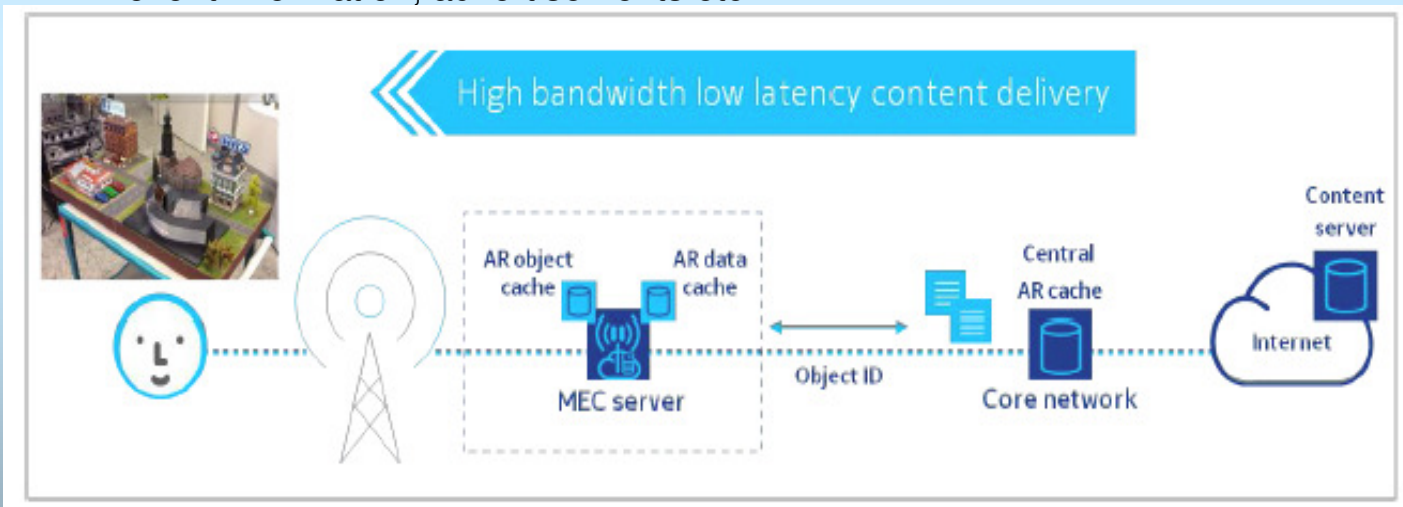 High bandwidth low latency content delivery
Content
server
AR object
cache
AR data
cache
Central
AR cache
Internet
Object ID
MEC server
Core network